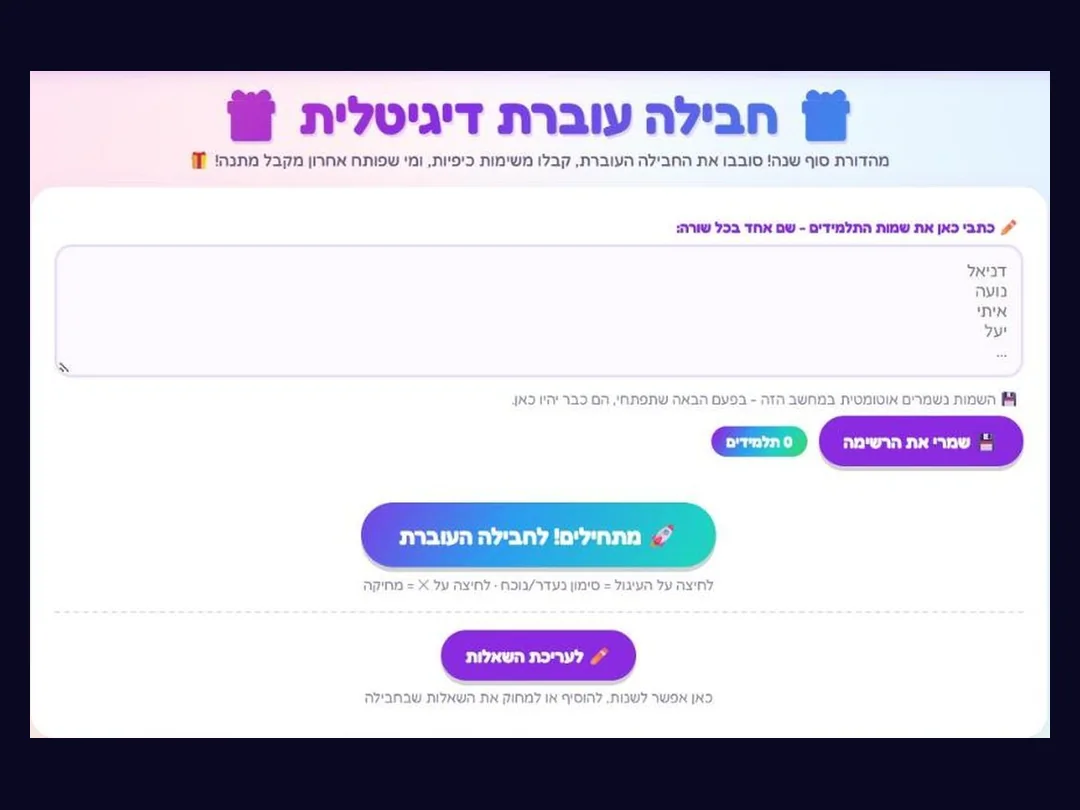 חבילה עוברת דיגיטלית
מהדורת סוף שנה! סובבו את החבילה העוברת, קבלו משימות כיפיות, ומי שפותח אחרון מקבל מתנה!
כתבי כאן את שמות התלמידים - שם אחד בכל שורה:
דניאל
נועה
איתי
יעל
...
השמות נשמרים אוטומטית במחשב הזה - בפעם הבאה שתפתחי, הם כבר יהיו כאן.
שמרי את הרשימה
0 תלמידים
מתחילים! לחבילה העוברת
לחיצה על העיגול = סימון נעדר/נוכח · לחיצה על ✕ = מחיקה
לעריכת השאלות
כאן אפשר לשנות, להוסיף או למחוק את השאלות שבחבילה